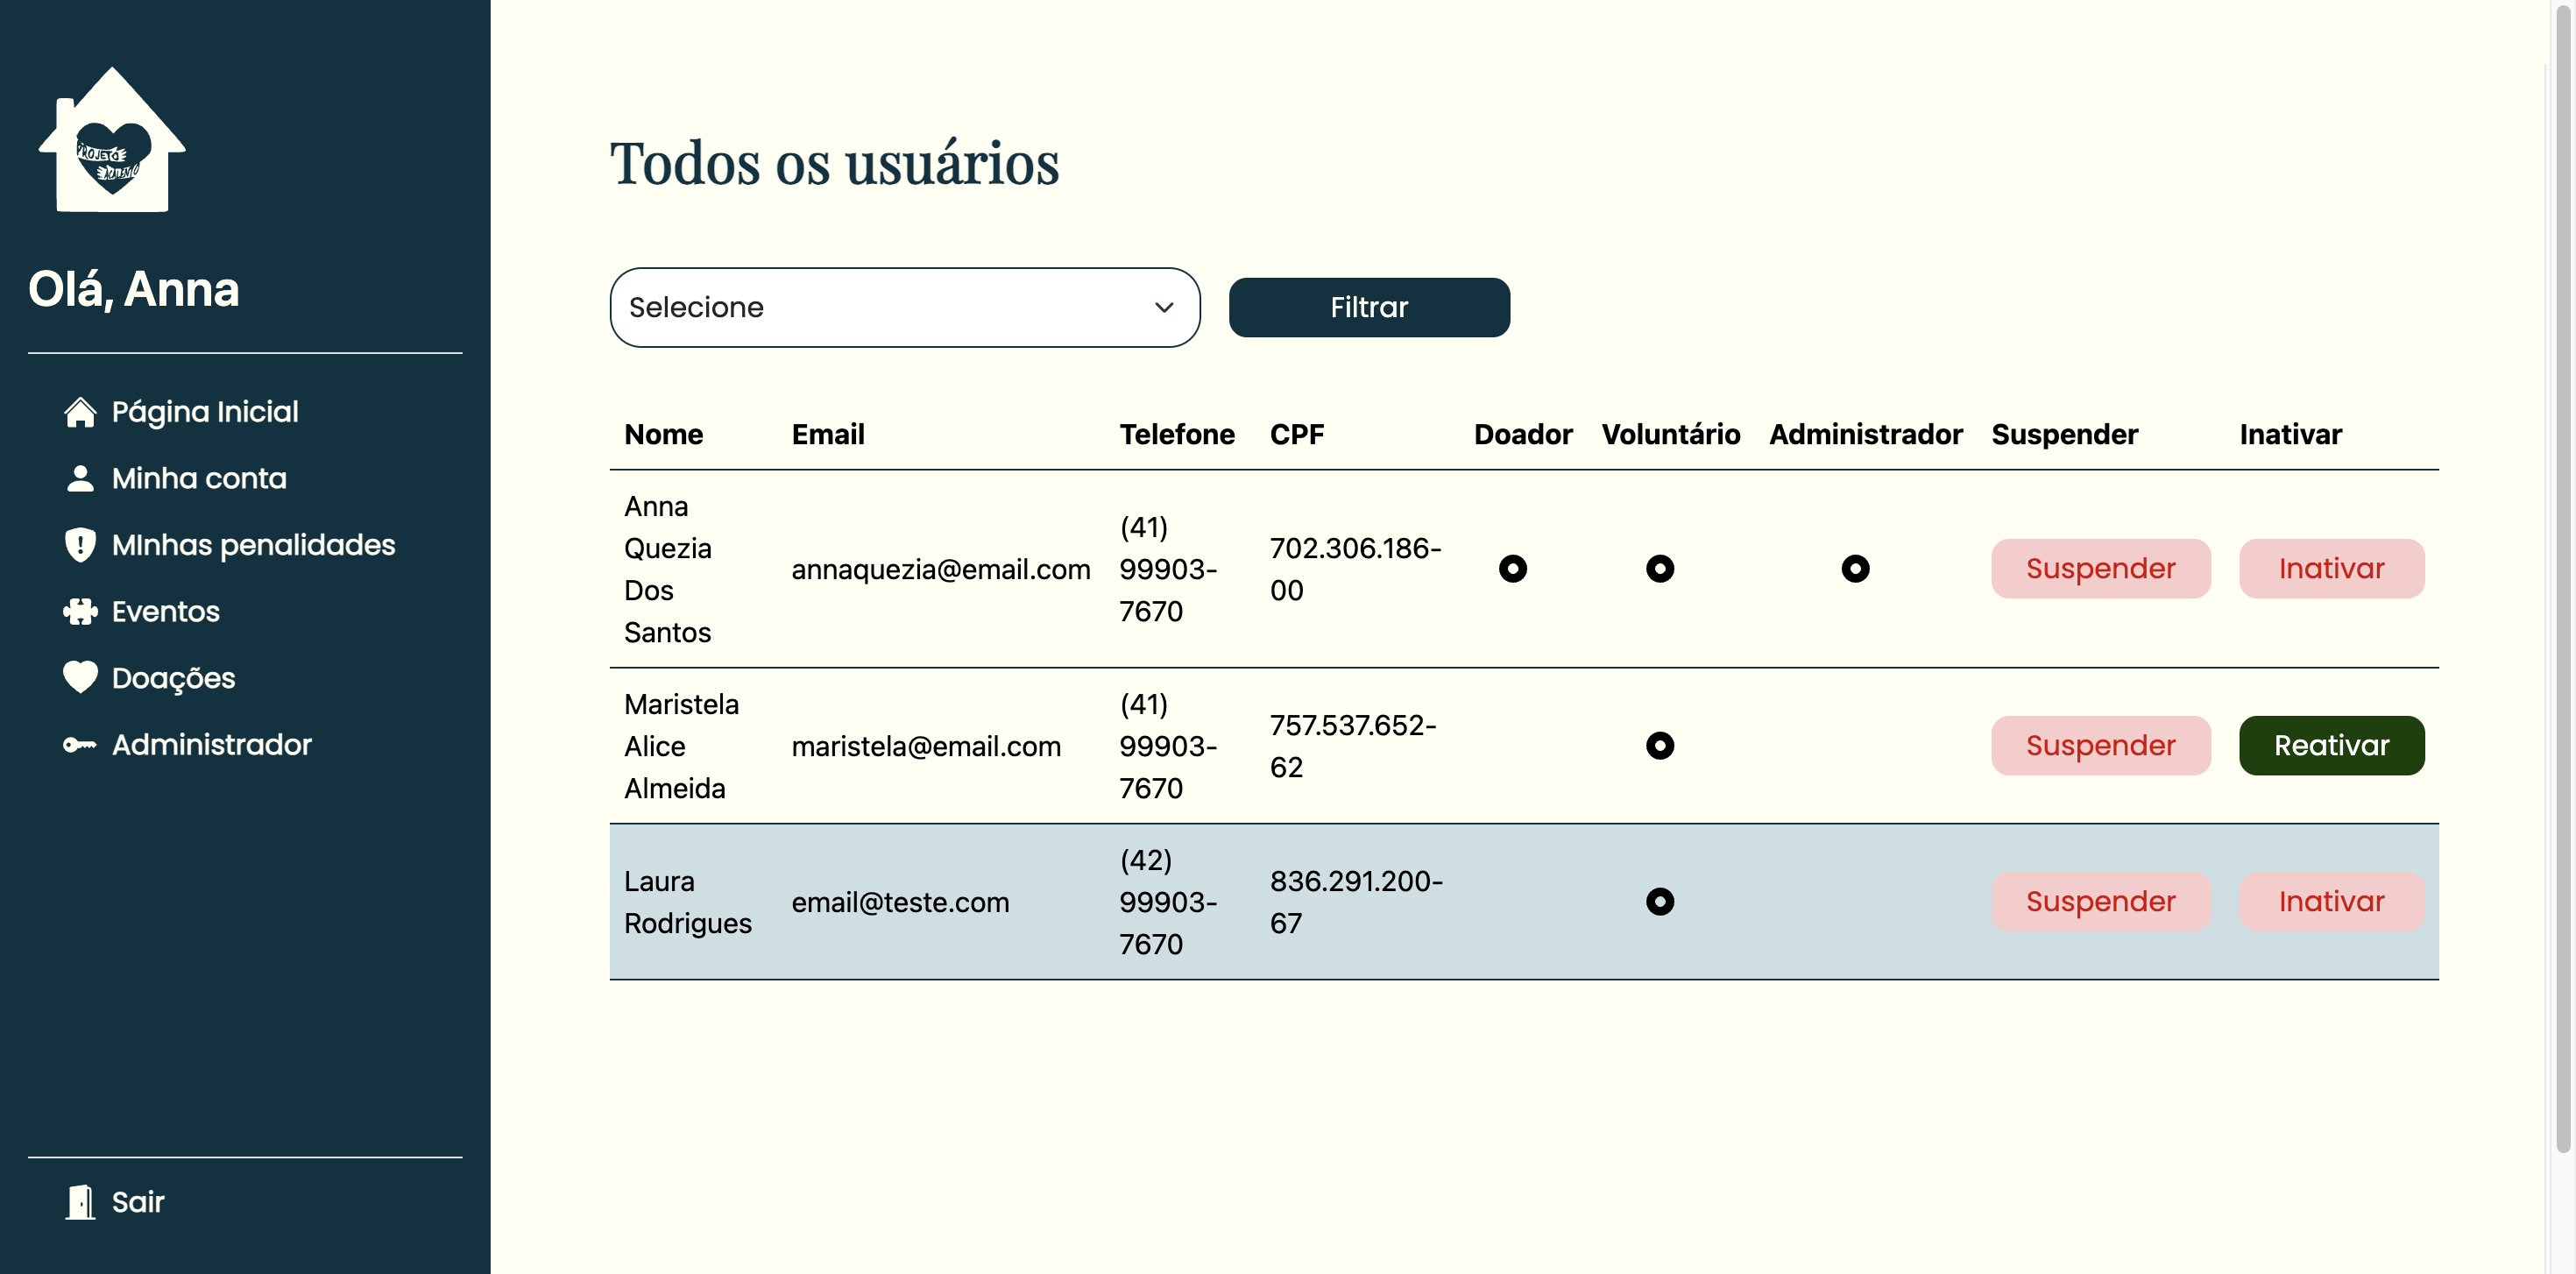 PROJETO
ACALENTO
Olá, Anna
Página Inicial
Minha conta
MInhas penalidades
Eventos
Doações
Administrador
Sair
Todos os usuários
Selecione
Filtrar
Nome Email Telefone CPF Doador Voluntário Administrador Suspender Inativar
Anna
Quezia
Dos
Santos
annaquezia@email.com
(41)
99903-
7670
702.306.186-
00
Suspender
Inativar
Maristela
Alice
Almeida
maristela@email.com
(41)
99903-
7670
757.537.652-
62
Suspender
Reativar
Laura
Rodrigues
email@teste.com
(42)
99903-
7670
836.291.200-
67
Suspender
Inativar